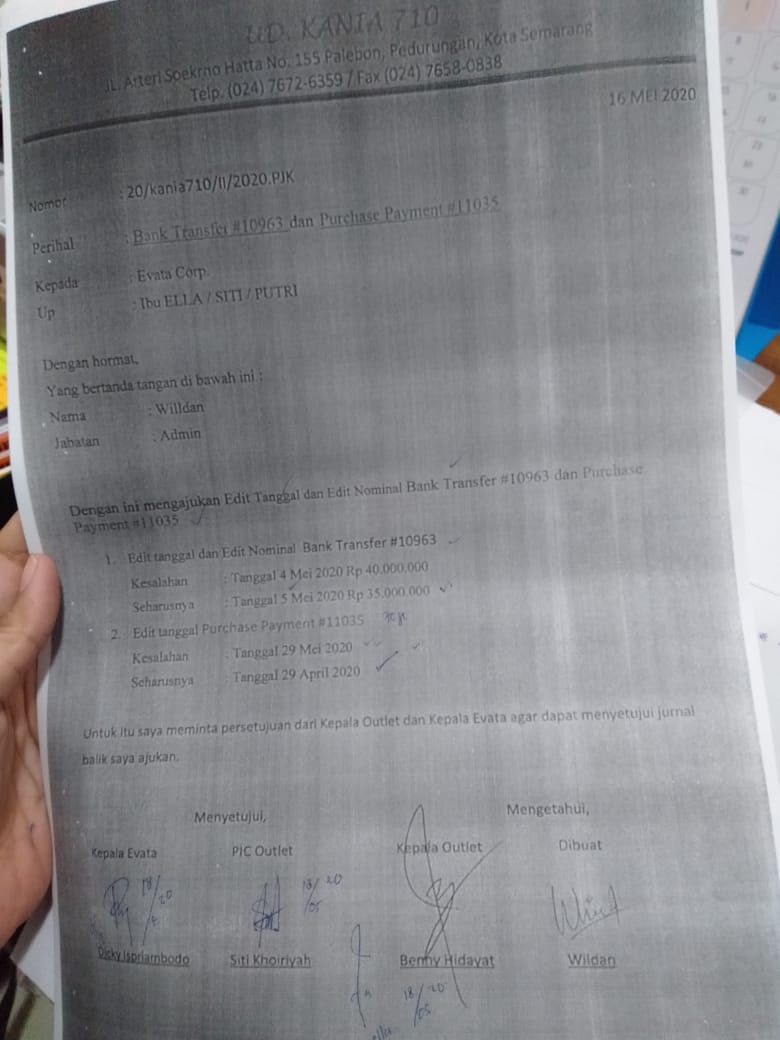 UD. KANIA 710
JL. Arteri Soekrno Hatta No. 155 Palebon, Pedurungan, Kota Semarang
Telp. (024) 7672-6359 / Fax (024) 7658-0838
16 MEI 2020
Nomor : 20/kania710/II/2020.PJK
Perihal : Bank Transfer #10963 dan Purchase Payment #11035
Kepada : Evata Corp.
Up : Ibu ELLA / SITI / PUTRI
Dengan hormat,
Yang bertanda tangan di bawah ini :
Nama : Willdan
Jabatan : Admin
Dengan ini mengajukan Edit Tanggal dan Edit Nominal Bank Transfer #10963 dan Purchase
Payment #11035
1. Edit tanggal dan Edit Nominal Bank Transfer #10963
Kesalahan : Tanggal 4 Mei 2020 Rp 40.000.000
Seharusnya : Tanggal 5 Mei 2020 Rp 35.000.000
2. Edit tanggal Purchase Payment #11035
Kesalahan : Tanggal 29 Mei 2020
Seharusnya : Tanggal 29 April 2020
Untuk itu saya meminta persetujuan dari Kepala Outlet dan Kepala Evata agar dapat menyetujui jurnal
balik saya ajukan.
Menyetujui, Mengetahui,
Kepala Evata PIC Outlet Kepala Outlet Dibuat
18/ 20 18/05 20
Dicky Ispriambodo Siti Khoiriyah Benny Hidayat Wildan
18/05 20